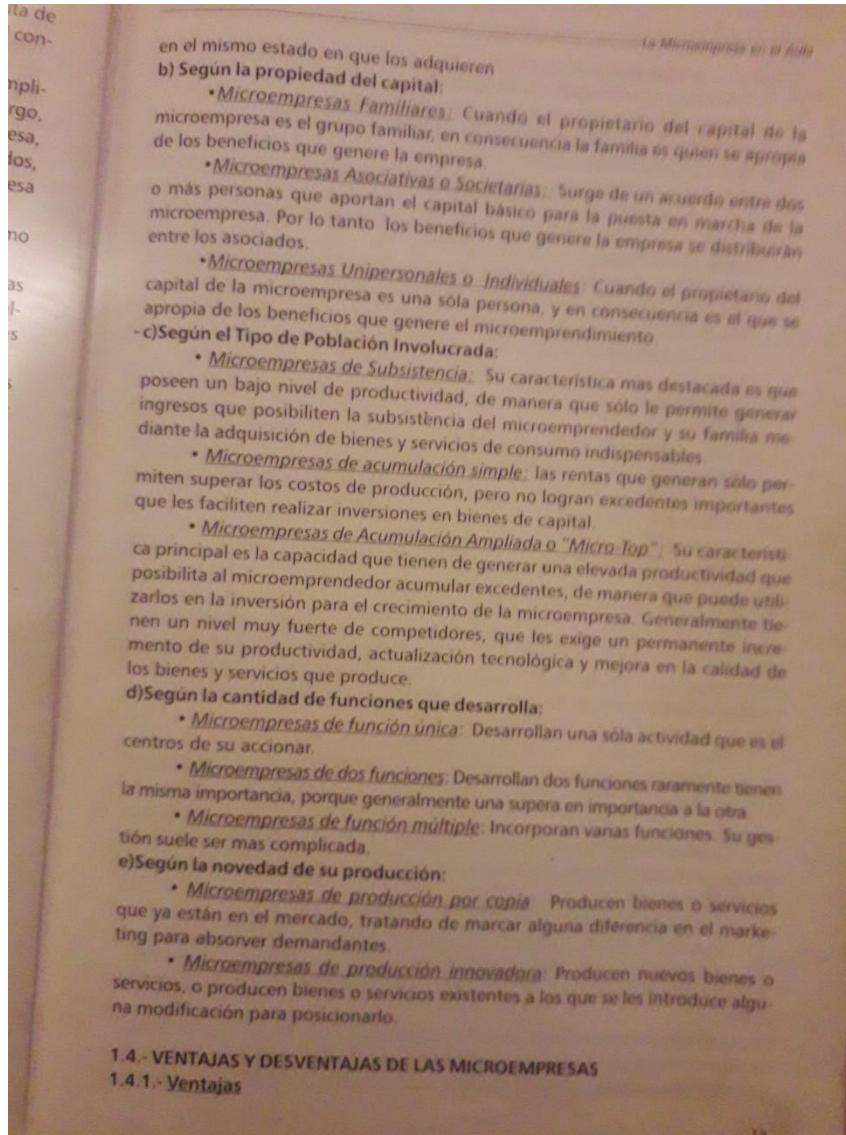 ta de
con-
mpli-
rgo,
esa,
los,
esa
no
as
l-
s
s
La Microempresa en el Aula
en el mismo estado en que los adquieren
b) Según la propiedad del capital:
•Microempresas Familiares: Cuando el propietario del capital de la
microempresa es el grupo familiar, en consecuencia la familia es quien se apropia
de los beneficios que genere la empresa.
•Microempresas Asociativas o Societarias: Surge de un acuerdo entre dos
o más personas que aportan el capital básico para la puesta en marcha de la
microempresa. Por lo tanto los beneficios que genere la empresa se distribuirán
entre los asociados.
•Microempresas Unipersonales o Individuales: Cuando el propietario del
capital de la microempresa es una sóla persona, y en consecuencia es el que se
apropia de los beneficios que genere el microemprendimiento
- c)Según el Tipo de Población Involucrada:
• Microempresas de Subsistencia: Su característica mas destacada es que
poseen un bajo nivel de productividad, de manera que sólo le permite generar
ingresos que posibiliten la subsistència del microemprendedor y su familia me-
diante la adquisición de bienes y servicios de consumo indispensables
• Microempresas de acumulación simple: las rentas que generan sólo per-
miten superar los costos de producción, pero no logran excedentes importantes
que les faciliten realizar inversiones en bienes de capital.
• Microempresas de Acumulación Ampliada o "Micro-Top": Su característi-
ca principal es la capacidad que tienen de generar una elevada productividad que
posibilita al microemprendedor acumular excedentes, de manera que puede utili-
zarlos en la inversión para el crecimiento de la microempresa. Generalmente tie-
nen un nivel muy fuerte de competidores, que les exige un permanente incre-
mento de su productividad, actualización tecnológica y mejora en la calidad de
los bienes y servicios que produce.
d)Según la cantidad de funciones que desarrolla:
• Microempresas de función única: Desarrollan una sóla actividad que es el
centros de su accionar.
• Microempresas de dos funciones: Desarrollan dos funciones raramente tienen
la misma importancia, porque generalmente una supera en importancia a la otra.
• Microempresas de función múltiple: Incorporan varias funciones. Su ges-
tión suele ser mas complicada.
e)Según la novedad de su producción:
• Microempresas de producción por copia: Producen bienes o servicios
que ya están en el mercado, tratando de marcar alguna diferencia en el marke-
ting para absorver demandantes.
• Microempresas de producción innovadora: Producen nuevos bienes o
servicios, o producen bienes o servicios existentes a los que se les introduce algu-
na modificación para posicionarlo.
1.4.- VENTAJAS Y DESVENTAJAS DE LAS MICROEMPRESAS
1.4.1.- Ventajas